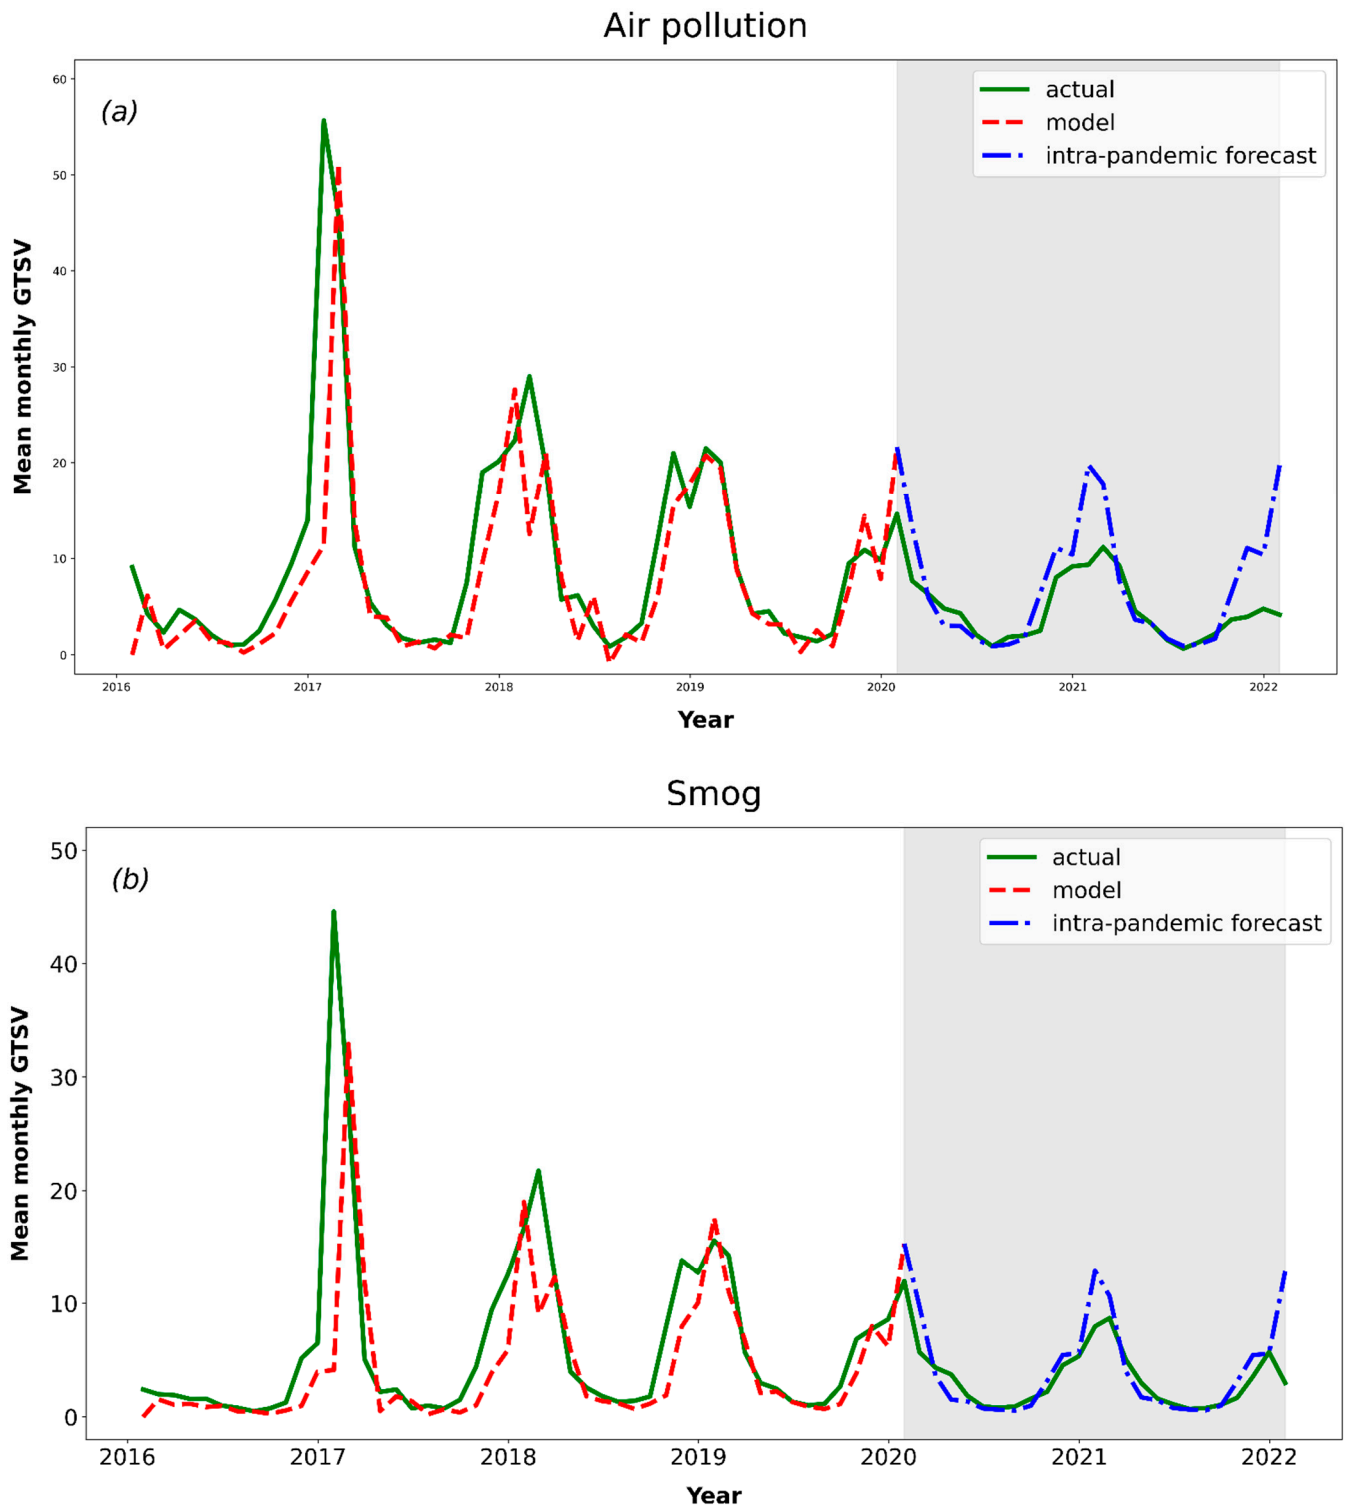 Air pollution
(a)
actual
model
intra-pandemic forecast
60
50
40
30
20
10
0
Mean monthly GTSV
2016 2017 2018 2019 2020 2021 2022
Year
Smog
(b)
actual
model
intra-pandemic forecast
50
40
30
20
10
0
Mean monthly GTSV
2016 2017 2018 2019 2020 2021 2022
Year